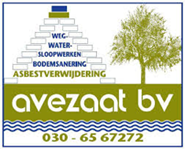 WEG-
WATER-
SLOOPWERKEN
BODEMSANERING
ASBESTVERWIJDERING
avezaat bv
030 - 65 67272